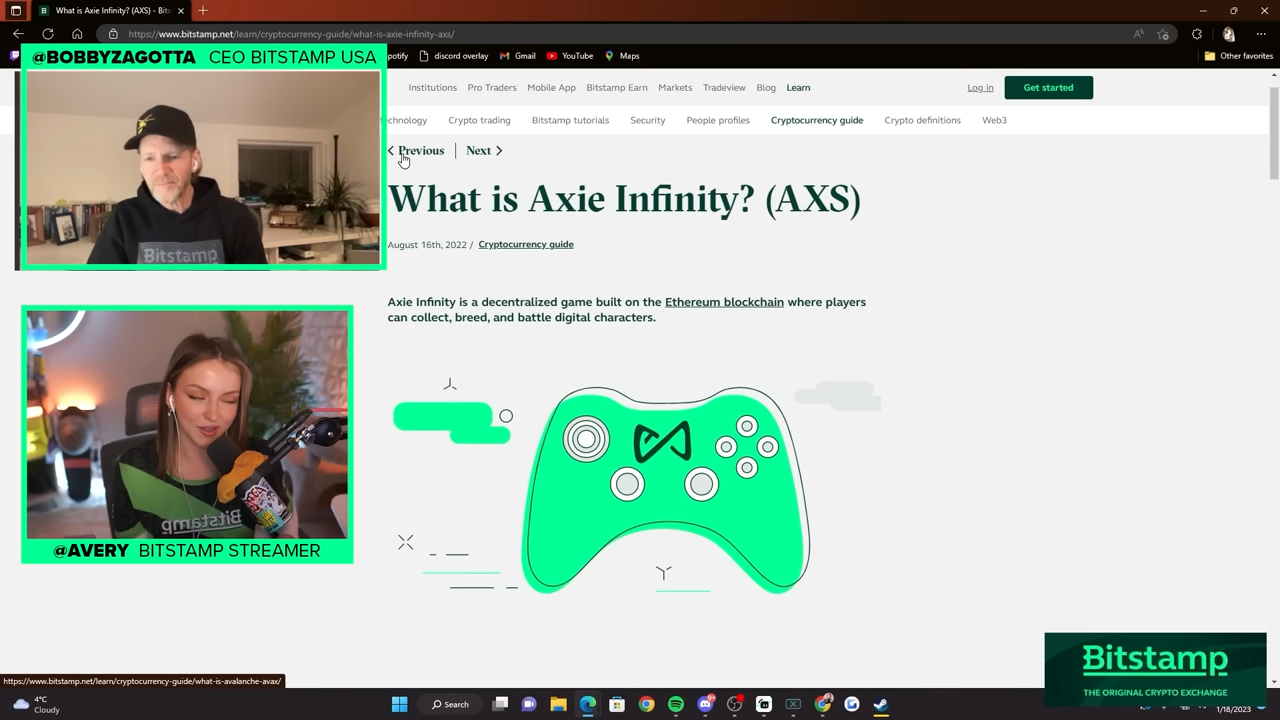 What is Axie Infinity? (AXS) - Bits
https://www.bitstamp.net/learn/cryptocurrency-guide/what-is-axie-infinity-axs/
discord overlay Gmail YouTube Maps Other favorites
@BOBBYZAGOTTA CEO BITSTAMP USA
Institutions Pro Traders Mobile App Bitstamp Earn Markets Tradeview Blog Learn Log in Get started
Crypto trading Bitstamp tutorials Security People profiles Cryptocurrency guide Crypto definitions Web3
Previous Next
What is Axie Infinity? (AXS)
August 16th, 2022 / Cryptocurrency guide
Bitstamp
Axie Infinity is a decentralized game built on the Ethereum blockchain where players
can collect, breed, and battle digital characters.
Bitstamp
@AVERY BITSTAMP STREAMER
Bitstamp
THE ORIGINAL CRYPTO EXCHANGE
https://www.bitstamp.net/learn/cryptocurrency-guide/what-is-avalanche-avax/
4°C
Cloudy
Search
1/18/2023